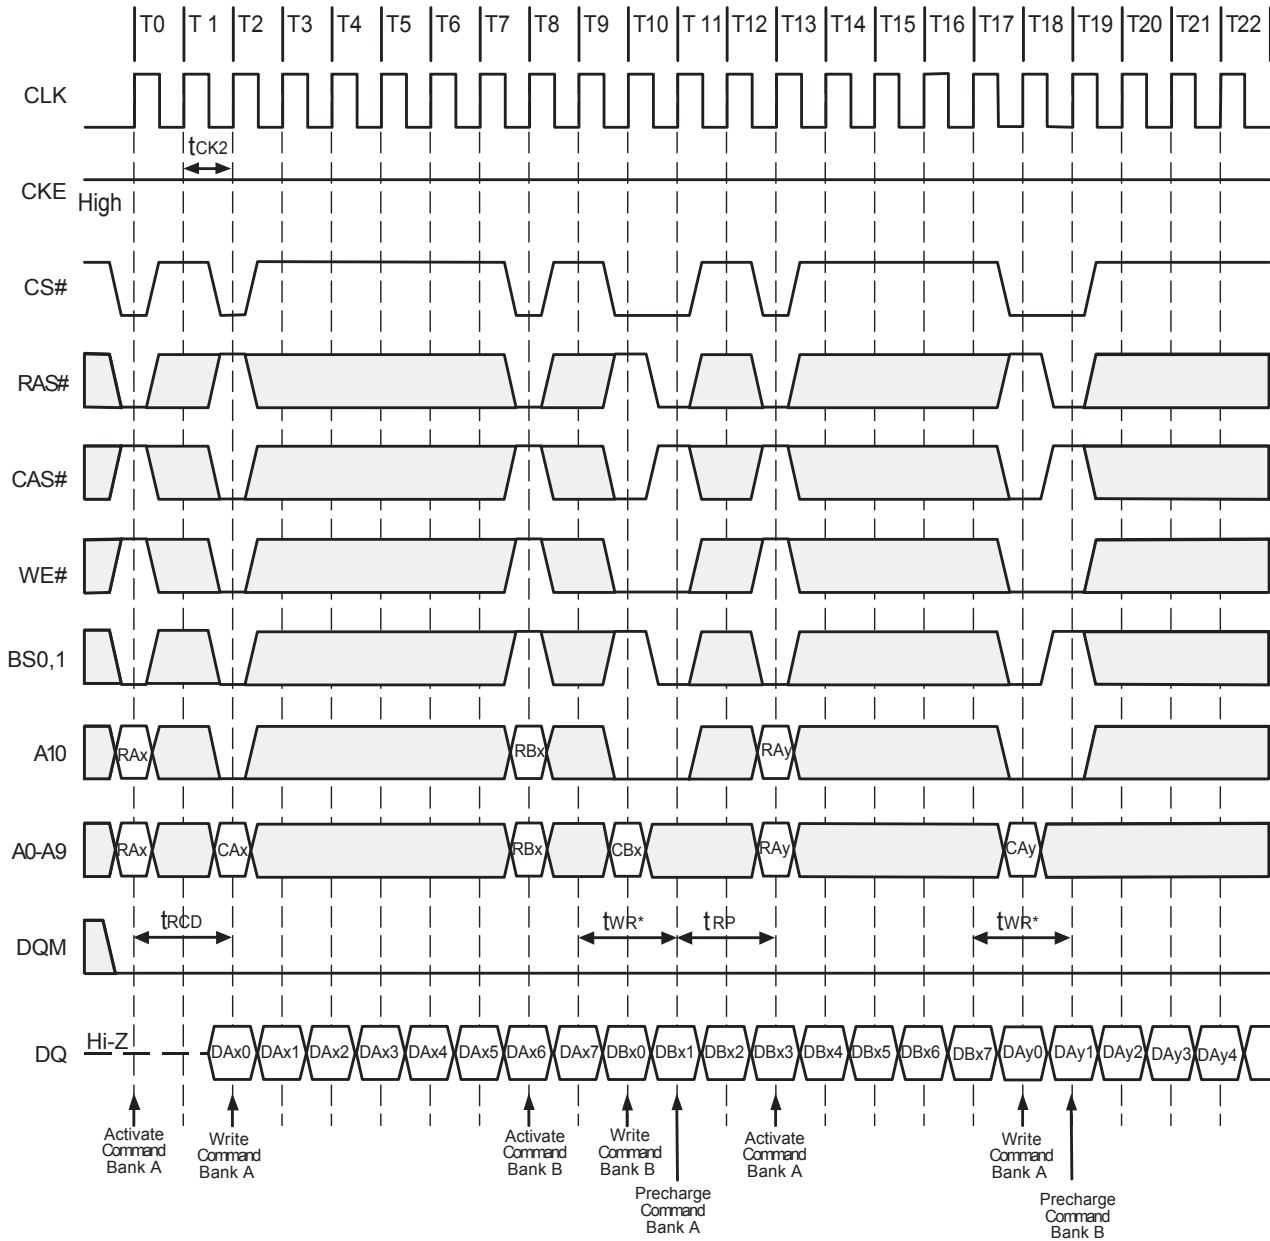 T0 T 1 T2 T3 T4 T5 T6 T7 T8 T9 T10 T 11 T12 T13 T14 T15 T16 T17 T18 T19 T20 T21 T22
CLK
tCK2
CKE
High
CS#
RAS#
CAS#
WE#
BS0,1
A10
RAx RBx RAy
A0-A9
RAx CAx RBx CBx RAy CAy
tRCD tWR* tRP tWR*
DQM
Hi-Z
DQ
DAx0 DAx1 DAx2 DAx3 DAx4 DAx5 DAx6 DAx7 DBx0 DBx1 DBx2 DBx3 DBx4 DBx5 DBx6 DBx7 DAy0 DAy1 DAy2 DAy3 DAy4
Activate
Command
Bank A
Write
Command
Bank A
Activate
Command
Bank B
Write
Command
Bank B
Precharge
Command
Bank A
Activate
Command
Bank A
Write
Command
Bank A
Precharge
Command
Bank B